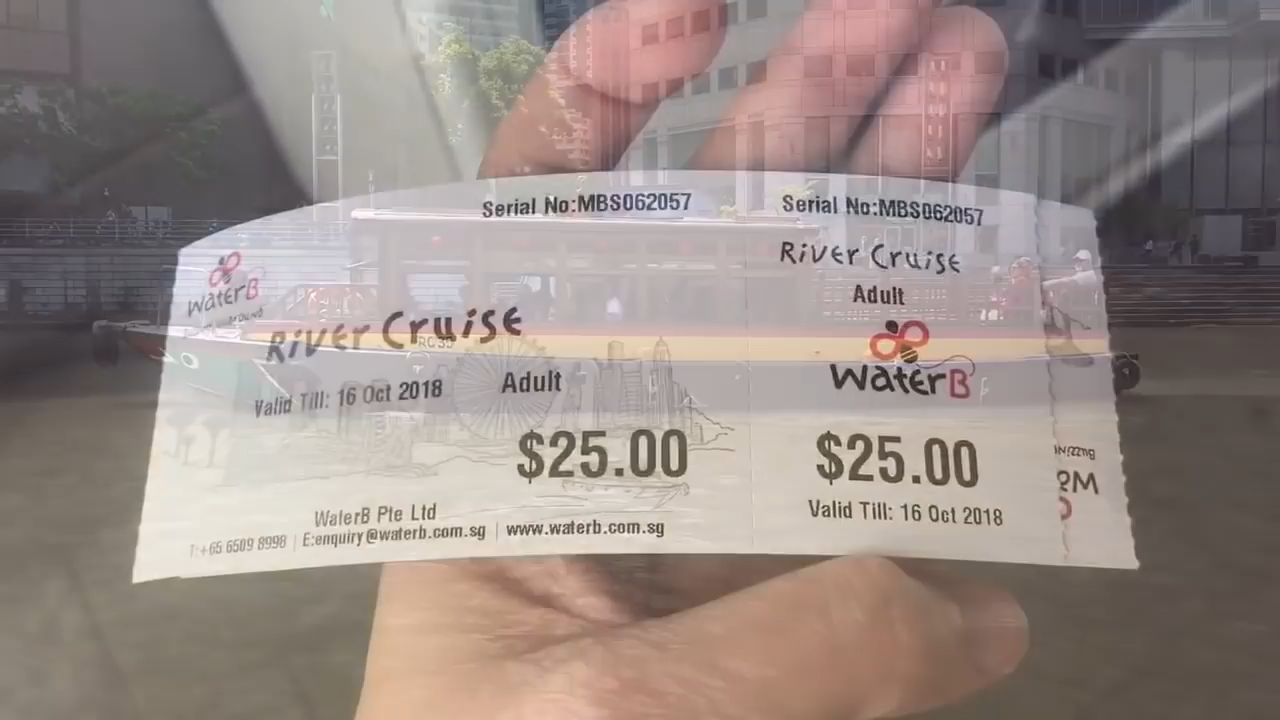 Serial No:MBS062057
WaterB
River Cruise
RC35
Valid Till: 16 Oct 2018
Adult
$25.00
WaterB Pte Ltd
T:+65 6509 8998 | E:enquiry@waterb.com.sg | www.waterb.com.sg
Serial No:MBS062057
River Cruise
Adult
WaterB
$25.00
Valid Till: 16 Oct 2018